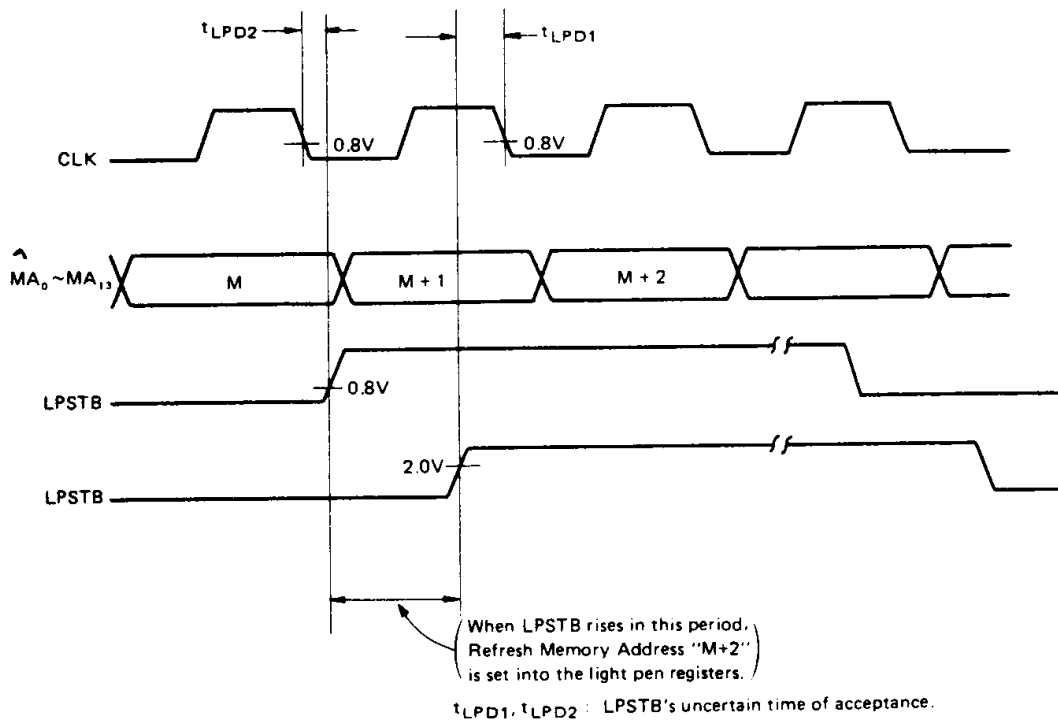 tLPD2
tLPD1
0.8V
0.8V
CLK
MA₀~MA₁₃
M
M + 1
M + 2
0.8V
LPSTB
2.0V
LPSTB
When LPSTB rises in this period,
Refresh Memory Address "M+2"
is set into the light pen registers.
tLPD1, tLPD2 : LPSTB's uncertain time of acceptance.